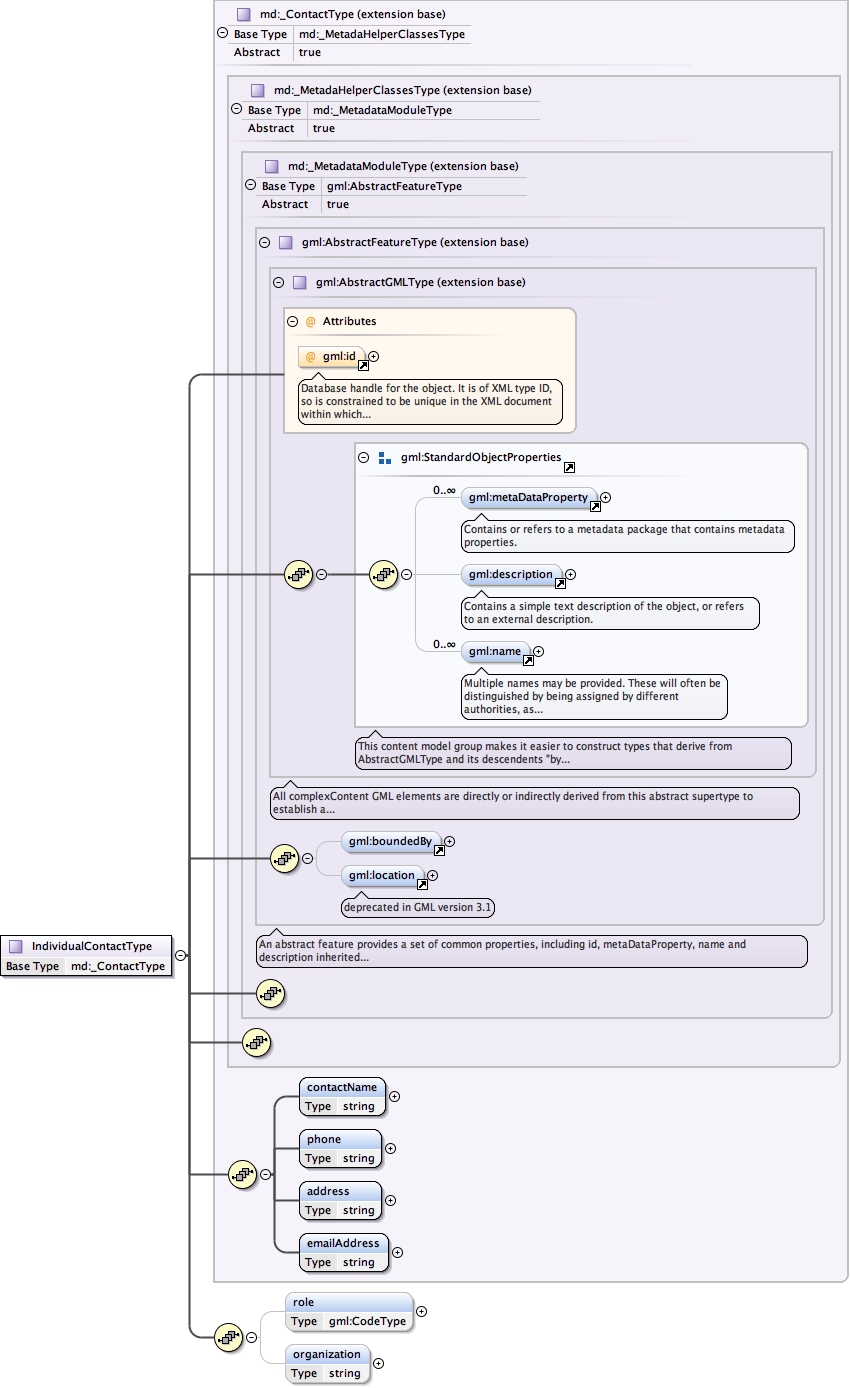 md:_ContactType (extension base)
Base Type md:_MetadaHelperClassesType
Abstract true
md:_MetadaHelperClassesType (extension base)
Base Type md:_MetadataModuleType
Abstract true
md:_MetadataModuleType (extension base)
Base Type gml:AbstractFeatureType
Abstract true
gml:AbstractFeatureType (extension base)
gml:AbstractGMLType (extension base)
@ Attributes
@ gml:id
Database handle for the object. It is of XML type ID,
so is constrained to be unique in the XML document
within which...
gml:StandardObjectProperties
0..∞
gml:metaDataProperty
Contains or refers to a metadata package that contains metadata
properties.
gml:description
Contains a simple text description of the object, or refers
to an external description.
0..∞
gml:name
Multiple names may be provided. These will often be
distinguished by being assigned by different
authorities, as...
This content model group makes it easier to construct types that derive from
AbstractGMLType and its descendents "by...
All complexContent GML elements are directly or indirectly derived from this abstract supertype to
establish a...
gml:boundedBy
gml:location
deprecated in GML version 3.1
An abstract feature provides a set of common properties, including id, metaDataProperty, name and
description inherited...
IndividualContactType
Base Type md:_ContactType
contactName
Type string
phone
Type string
address
Type string
emailAddress
Type string
role
Type gml:CodeType
organization
Type string